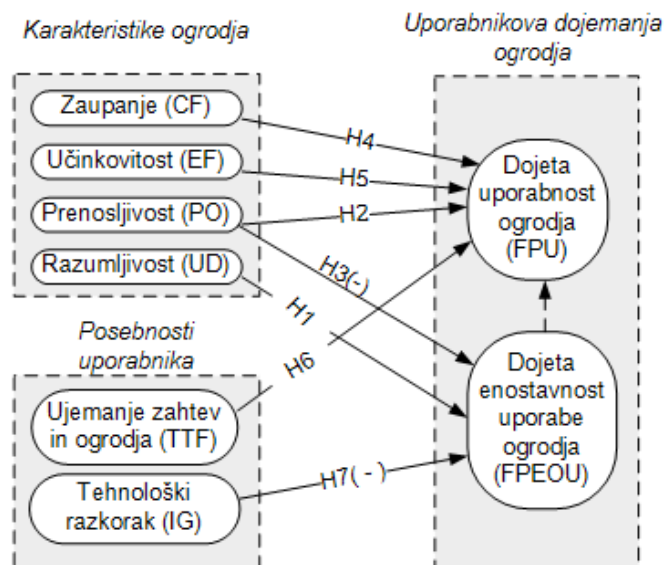 Karakteristike ogrodja
Zaupanje (CF)
Učinkovitost (EF)
Prenosljivost (PO)
Razumljivost (UD)
Posebnosti
uporabnika
Ujemanje zahtev
in ogrodja (TTF)
Tehnološki
razkorak (IG)
H4
H5
H2
H3(-)
H1
H6
H7( - )
Uporabnikova dojemanja
ogrodja
Dojeta
uporabnost
ogrodja
(FPU)
Dojeta
enostavnost
uporabe
ogrodja
(FPEOU)